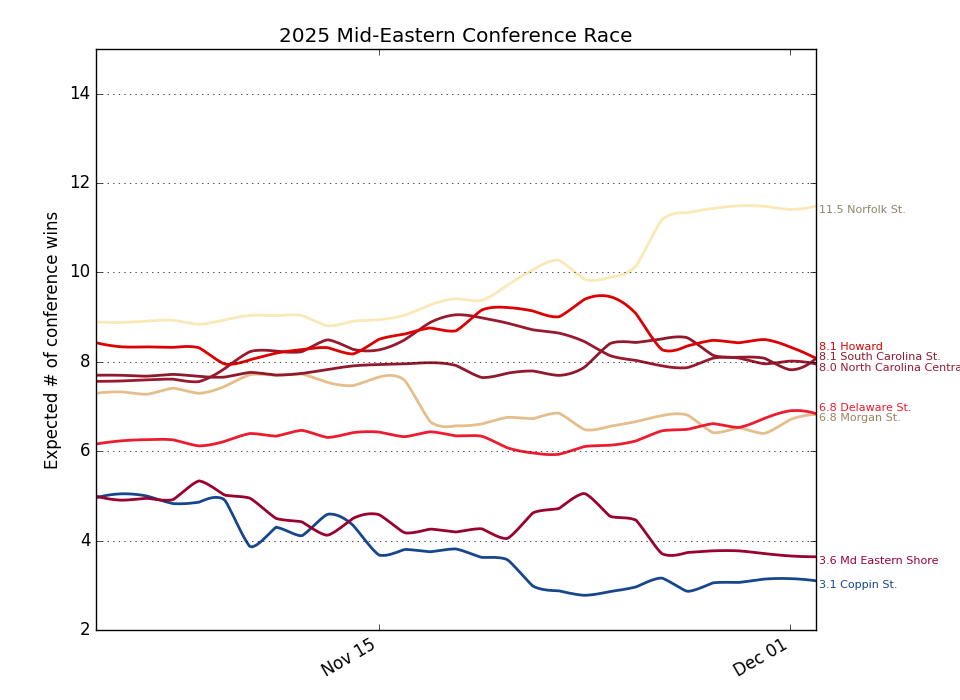 2025 Mid-Eastern Conference Race
Expected # of conference wins
14
12
10
8
6
4
2
Nov 15
Dec 01
11.5 Norfolk St.
8.1 Howard
8.1 South Carolina St.
8.0 North Carolina Centra
6.8 Delaware St.
6.8 Morgan St.
3.6 Md Eastern Shore
3.1 Coppin St.